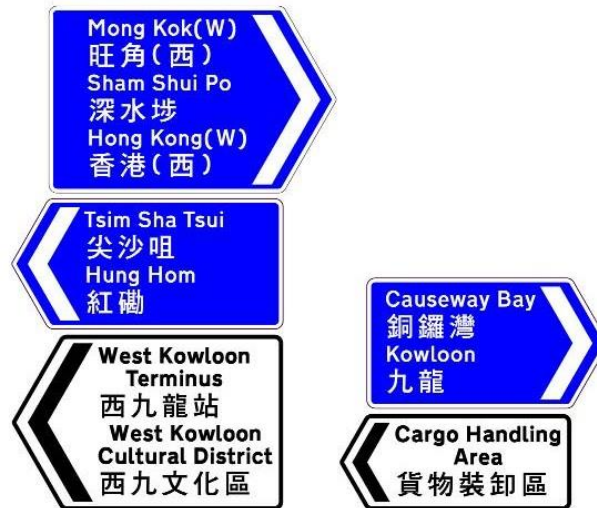 Mong Kok(W)
旺角(西)
Sham Shui Po
深水埗
Hong Kong(W)
香港(西)
Tsim Sha Tsui
尖沙咀
Hung Hom
紅磡
West Kowloon
Terminus
西九龍站
West Kowloon
Cultural District
西九文化區
Causeway Bay
銅鑼灣
Kowloon
九龍
Cargo Handling
Area
貨物裝卸區